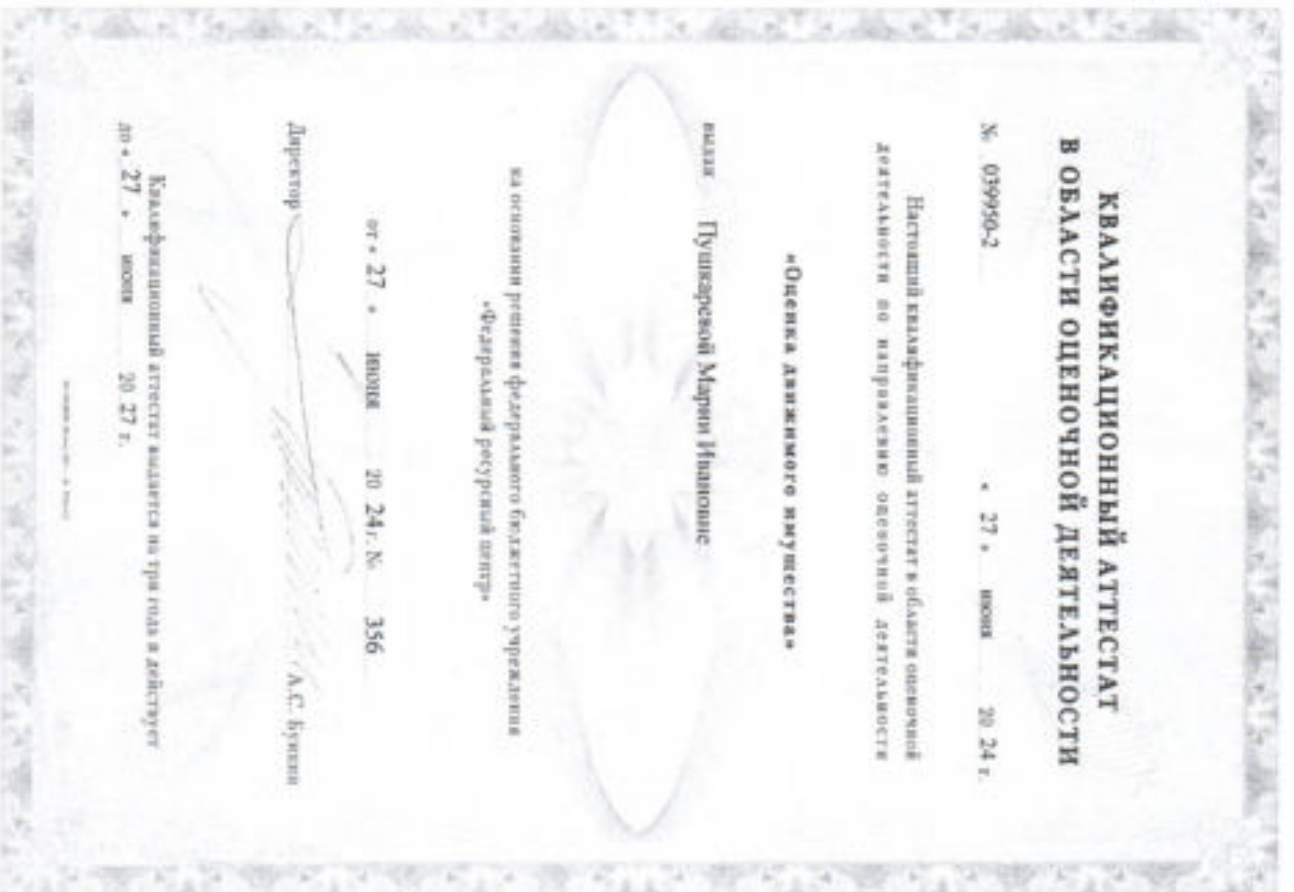 КВАЛИФИКАЦИОННЫЙ АТТЕСТАТ
В ОБЛАСТИ ОЦЕНОЧНОЙ ДЕЯТЕЛЬНОСТИ
№ 039950-2 « 27 » июня 20 24 г.
Настоящий квалификационный аттестат в области оценочной
деятельности по направлению оценочной деятельности
«Оценка движимого имущества»
выдан Пушкаревой Марии Ивановне
на основании решения федерального бюджетного учреждения
«Федеральный ресурсный центр»
от « 27 » июня 20 24 г. № 356
Директор А.С. Бункин
Квалификационный аттестат выдается на три года и действует
до « 27 » июня 20 27 г.